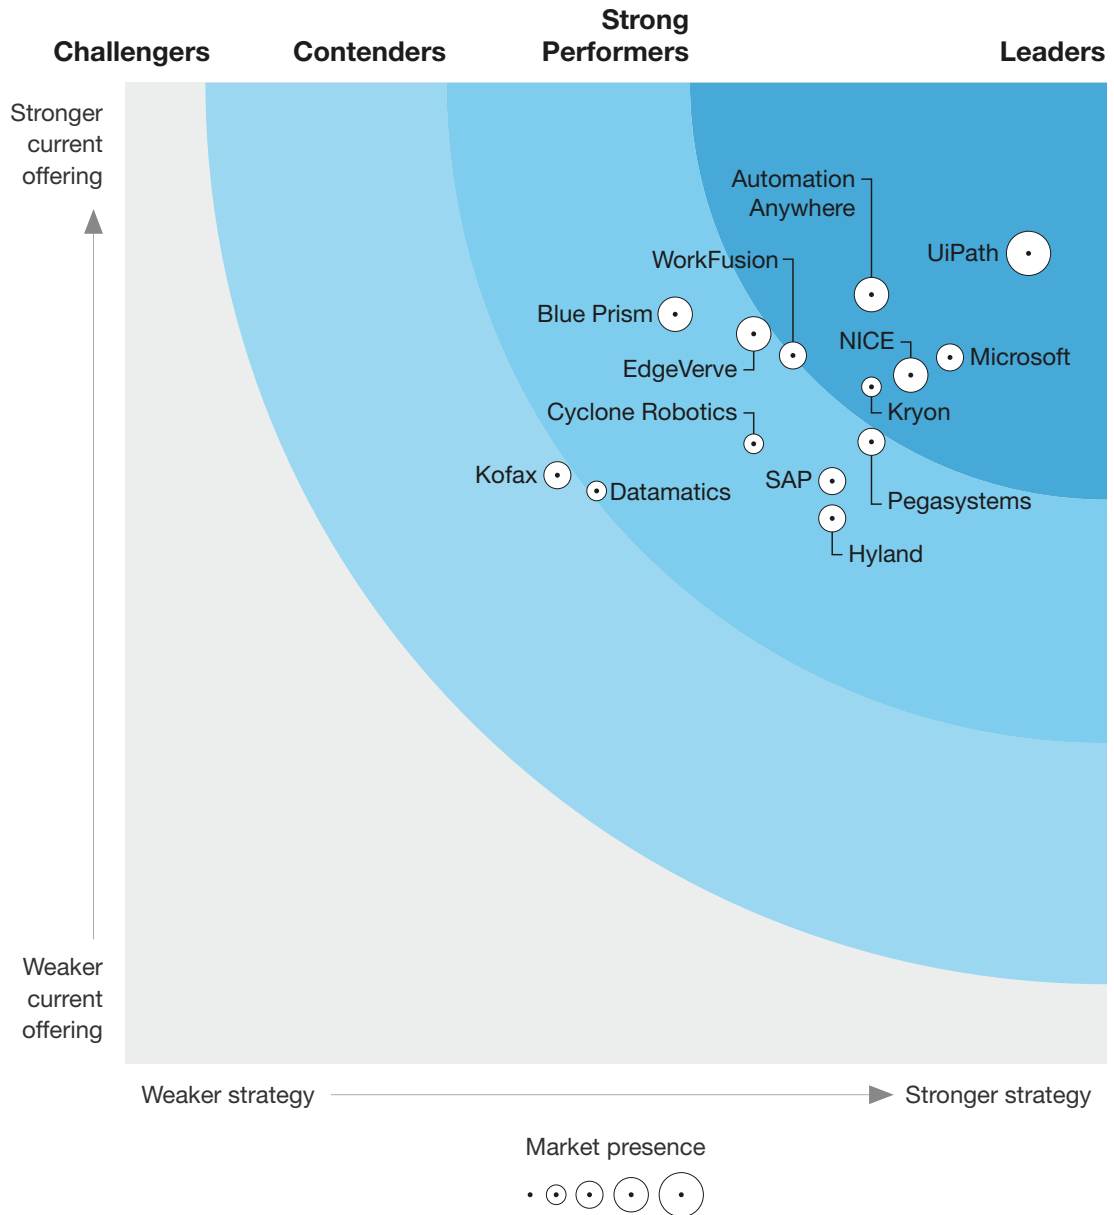 Challengers
Contenders
Strong
Performers
Leaders
Stronger
current
offering
Automation
Anywhere
UiPath
WorkFusion
Blue Prism
NICE
Microsoft
EdgeVerve
Cyclone Robotics
Kryon
Kofax
Datamatics
SAP
Pegasystems
Hyland
Weaker
current
offering
Weaker strategy
Stronger strategy
Market presence